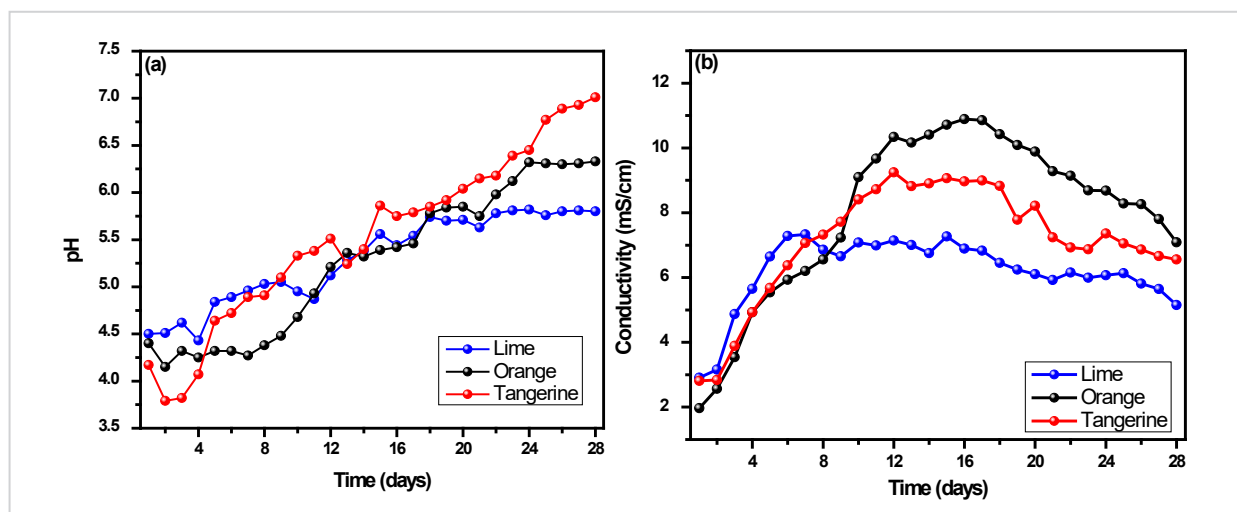 (a)
7.5
7.0
6.5
6.0
5.5
5.0
4.5
4.0
3.5
pH
4 8 12 16 20 24 28
Time (days)
Lime
Orange
Tangerine
(b)
12
10
8
6
4
2
Conductivity (mS/cm)
4 8 12 16 20 24 28
Time (days)
Lime
Orange
Tangerine